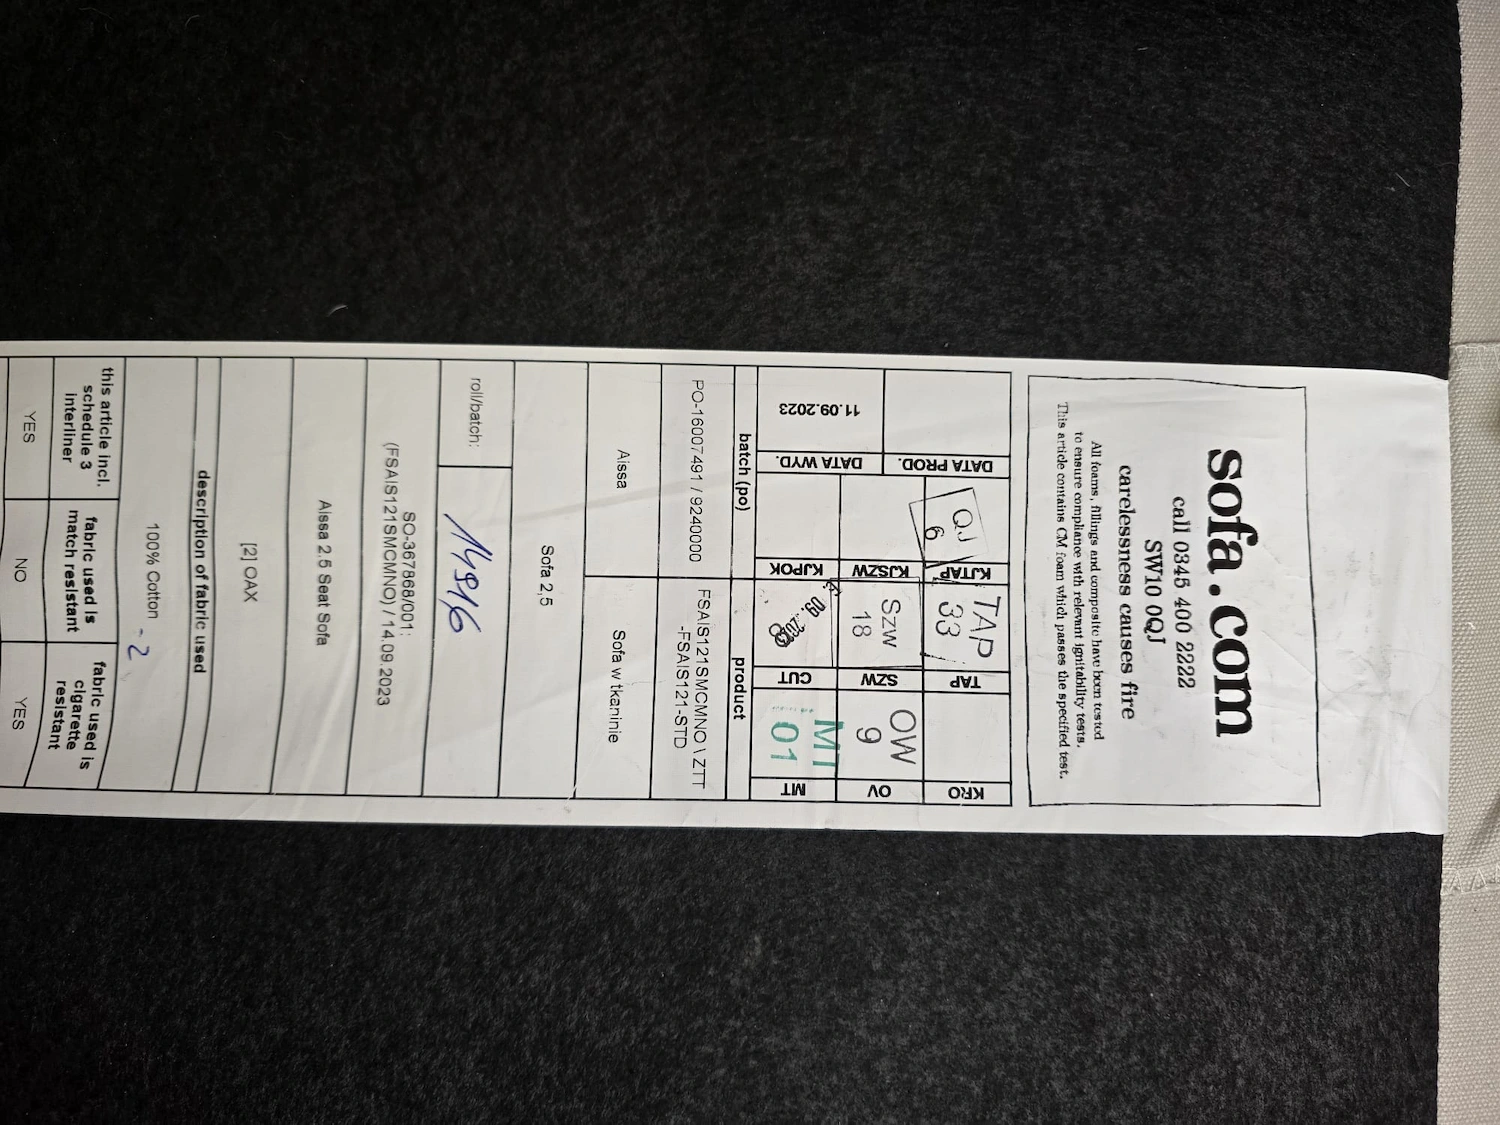 sofa.com
call 0345 400 2222
SW10 0QJ
carelessness causes fire
All foams, fillings and composite have been tested
to ensure compliance with relevant ignitability tests.
This article contains CM foam which passes the specified test.
KRO TAP KJTAP DATA PROD.
TAP 33
QJ 6
OV SZW KJSZW
OW 9
SzW 18
MT CUT KJPOK DATA WYD.
MT 01
09. 2023
8
11.09.2023
batch (po) product
PO-16007491 / 9240000 FSAIS121SMCMNO \ ZTT
-FSAIS121-STD
Aissa Sofa w tkaninie
Sofa 2,5
roll/batch: 14916
SO-367868/001:
(FSAIS121SMCMNO) / 14.09.2023
Aissa 2.5 Seat Sofa
[2] OAX
description of fabric used
100% Cotton - 2
this article incl. schedule 3 interliner
fabric used is match resistant
fabric used is cigarette resistant
YES NO YES